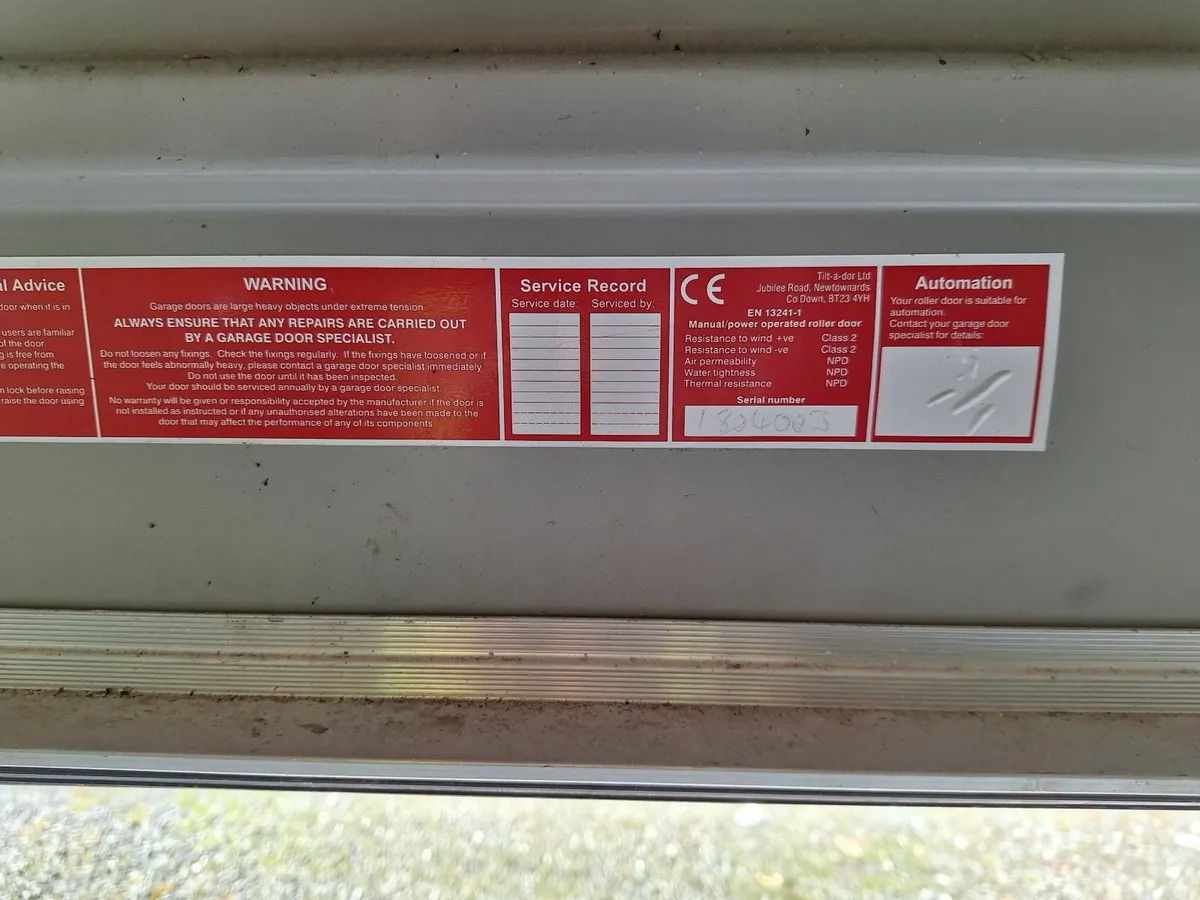 al Advice
door when it is in
users are familiar
of the door.
g is free from
e operating the
m lock before raising
raise the door using
WARNING
Garage doors are large heavy objects under extreme tension.
ALWAYS ENSURE THAT ANY REPAIRS ARE CARRIED OUT
BY A GARAGE DOOR SPECIALIST.
Do not loosen any fixings. Check the fixings regularly. If the fixings have loosened or if
the door feels abnormally heavy, please contact a garage door specialist immediately.
Do not use the door until it has been inspected.
Your door should be serviced annually by a garage door specialist.
No warranty will be given or responsibility accepted by the manufacturer if the door is
not installed as instructed or if any unauthorised alterations have been made to the
door that may affect the performance of any of its components.
Service Record
Service date: Serviced by:
CE
Tilt-a-dor Ltd
Jubilee Road, Newtownards
Co Down, BT23 4YH
EN 13241-1
Manual/power operated roller door
Resistance to wind +ve Class 2
Resistance to wind -ve Class 2
Air permeability NPD
Water tightness NPD
Thermal resistance NPD
Serial number
Automation
Your roller door is suitable for
automation.
Contact your garage door
specialist for details: